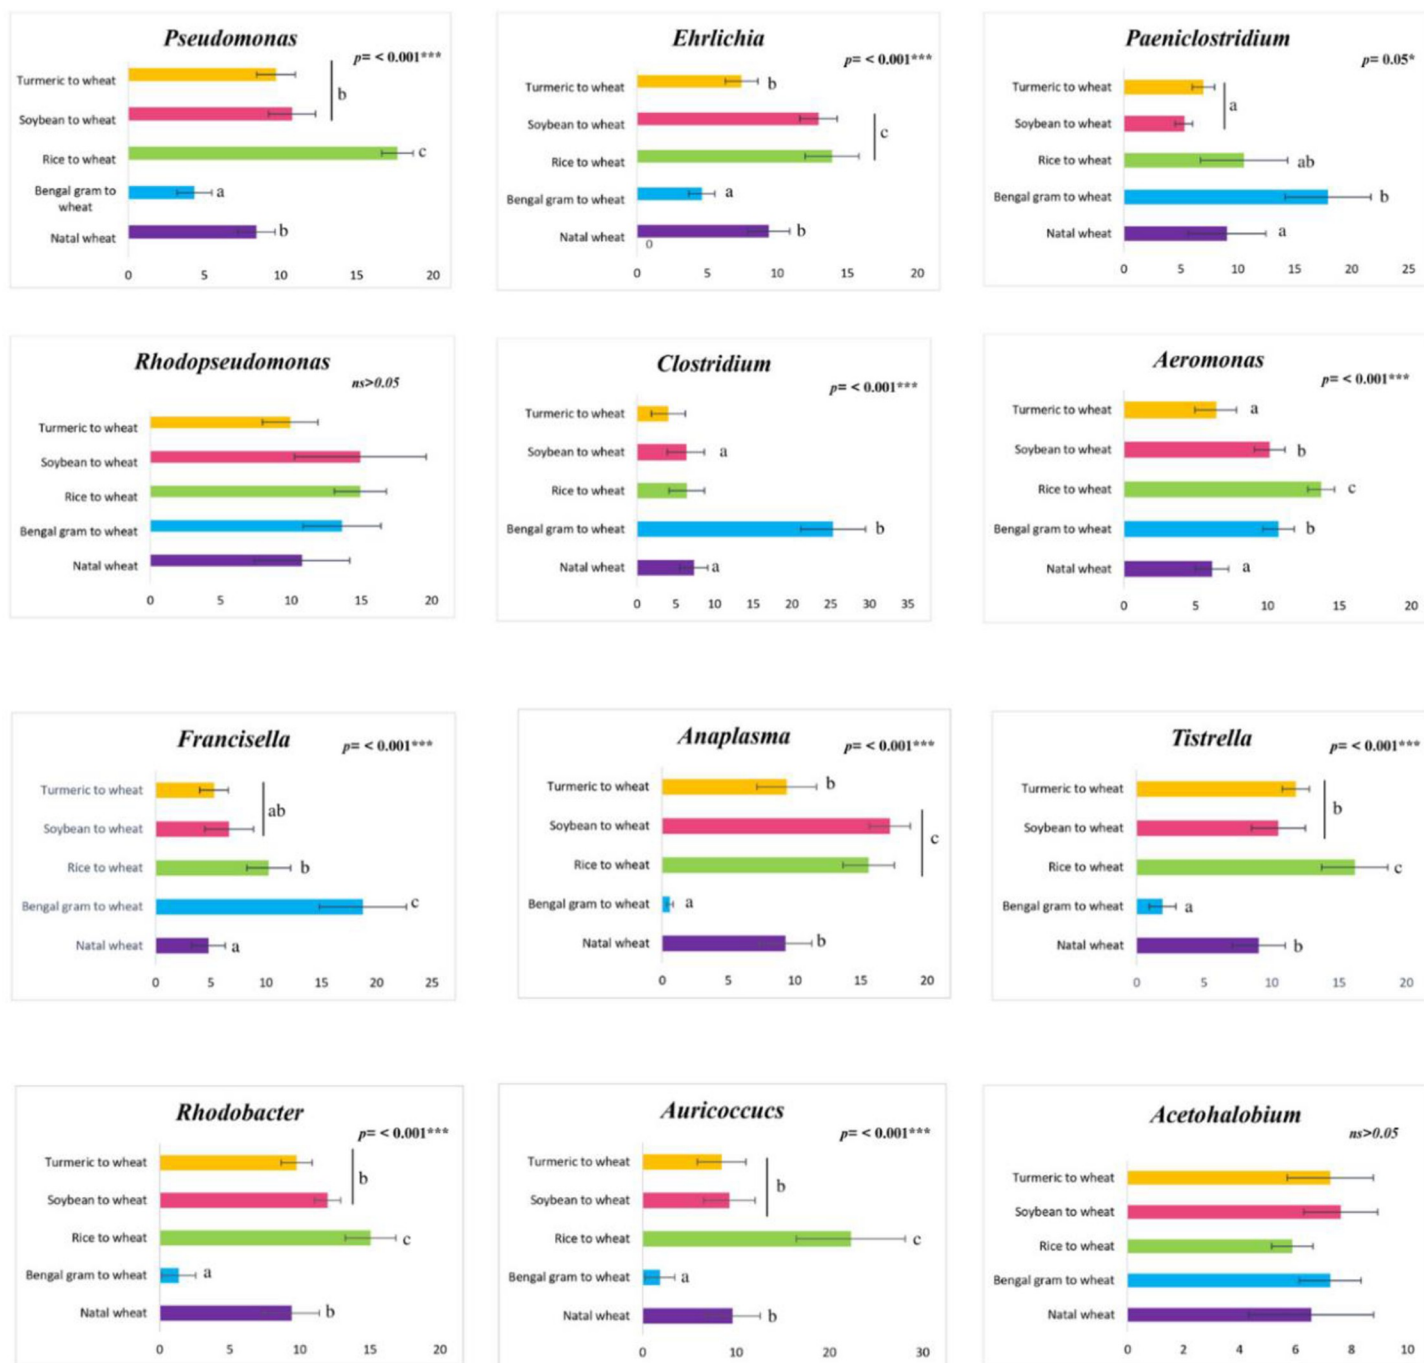 Pseudomonas
p= < 0.001***
Turmeric to wheat
b
Soybean to wheat
Rice to wheat
c
Bengal gram to
wheat
a
Natal wheat
b
0 5 10 15 20
Ehrlichia
p= < 0.001***
Turmeric to wheat
b
Soybean to wheat
c
Rice to wheat
Bengal gram to wheat
a
Natal wheat
b
0
0 5 10 15 20
Paeniclostridium
p= 0.05*
Turmeric to wheat
a
Soybean to wheat
Rice to wheat
ab
Bengal gram to wheat
b
Natal wheat
a
0 5 10 15 20 25
Rhodopseudomonas
ns>0.05
Turmeric to wheat
Soybean to wheat
Rice to wheat
Bengal gram to wheat
Natal wheat
0 5 10 15 20
Clostridium
p= < 0.001***
Turmeric to wheat
Soybean to wheat
a
Rice to wheat
Bengal gram to wheat
b
Natal wheat
a
0 5 10 15 20 25 30 35
Aeromonas
p= < 0.001***
Turmeric to wheat
a
Soybean to wheat
b
Rice to wheat
c
Bengal gram to wheat
b
Natal wheat
a
0 5 10 15 20
Francisella
p= < 0.001***
Turmeric to wheat
ab
Soybean to wheat
Rice to wheat
b
Bengal gram to wheat
c
Natal wheat
a
0 5 10 15 20 25
Anaplasma
p= < 0.001***
Turmeric to wheat
b
Soybean to wheat
c
Rice to wheat
Bengal gram to wheat
a
Natal wheat
b
0 5 10 15 20
Tistrella
p= < 0.001***
Turmeric to wheat
b
Soybean to wheat
Rice to wheat
c
Bengal gram to wheat
a
Natal wheat
b
0 5 10 15 20
Rhodobacter
p= < 0.001***
Turmeric to wheat
b
Soybean to wheat
Rice to wheat
c
Bengal gram to wheat
a
Natal wheat
b
0 5 10 15 20
Auricoccucs
p= < 0.001***
Turmeric to wheat
b
Soybean to wheat
Rice to wheat
c
Bengal gram to wheat
a
Natal wheat
b
0 10 20 30
Acetohalobium
ns>0.05
Turmeric to wheat
Soybean to wheat
Rice to wheat
Bengal gram to wheat
Natal wheat
0 2 4 6 8 10